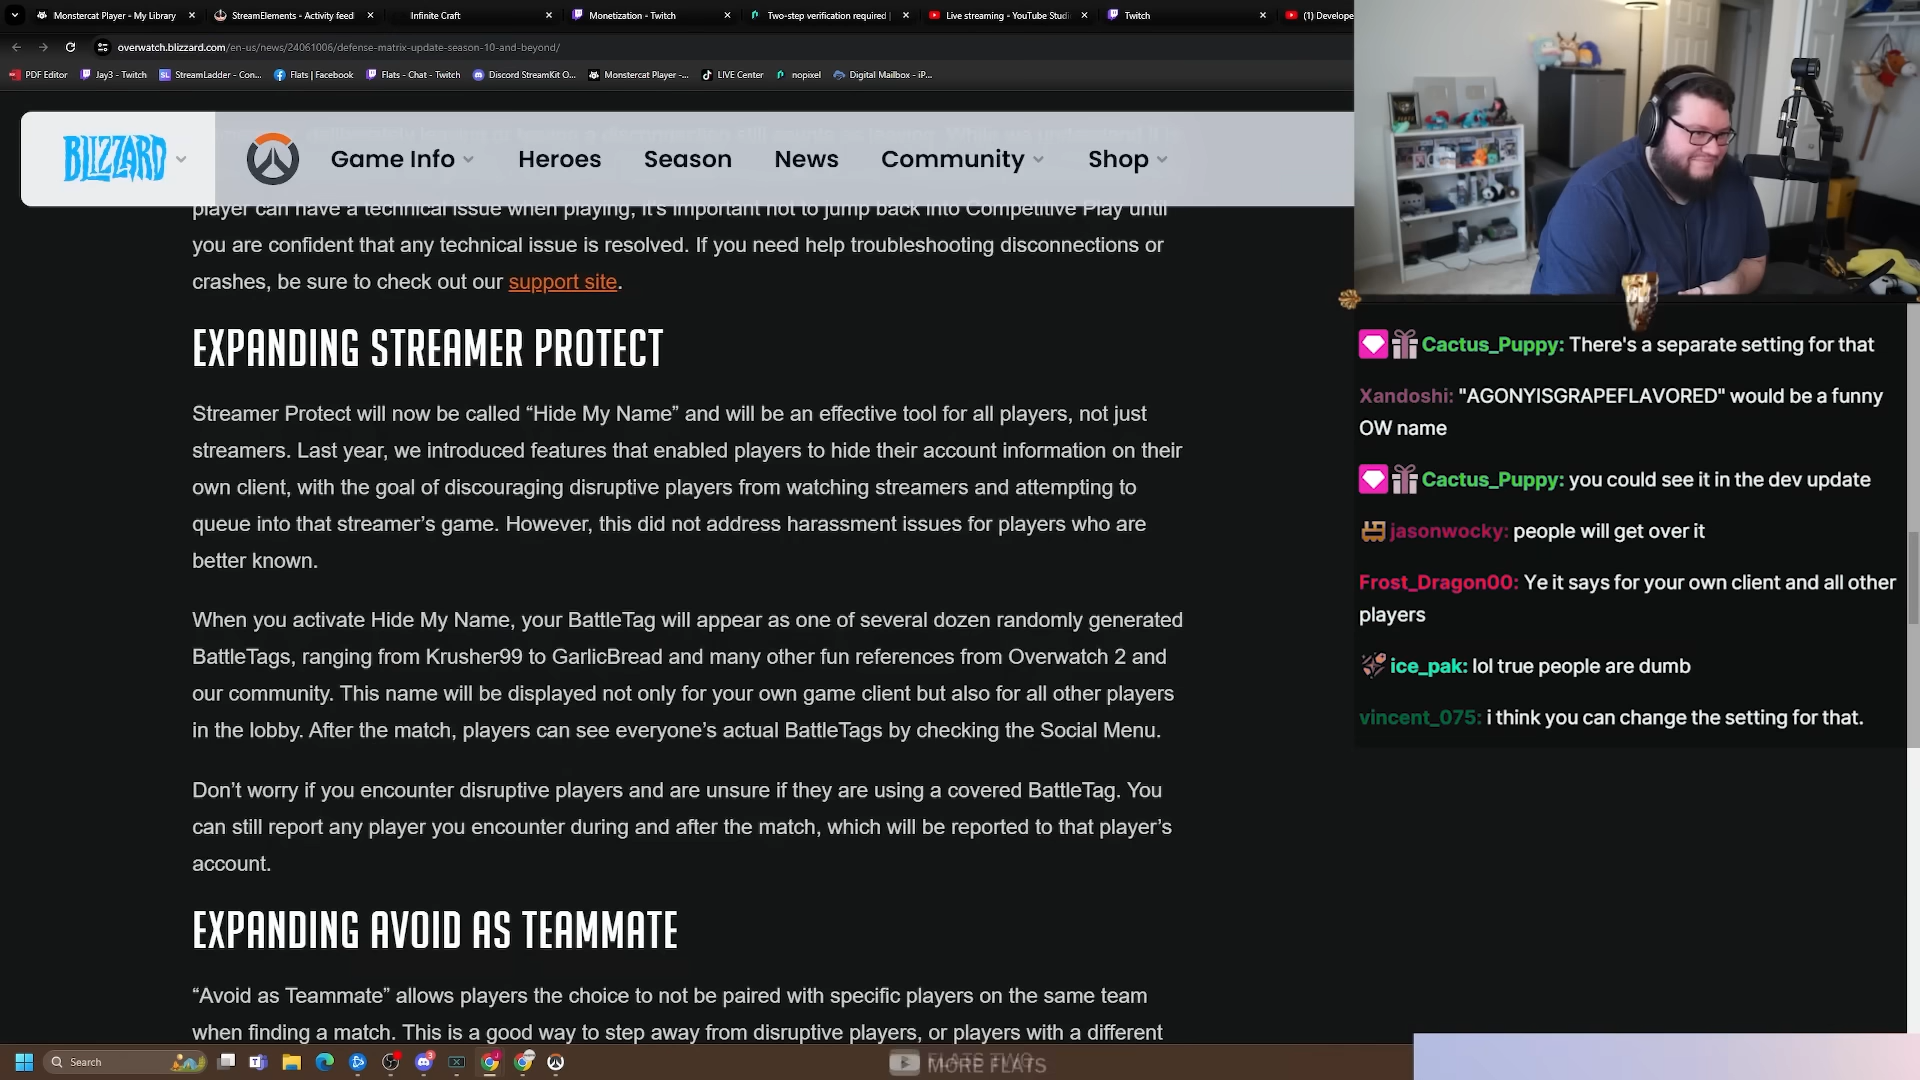 Monstercat Player - My Library
StreamElements - Activity feed
Infinite Craft
Monetization - Twitch
Two-step verification required |
Live streaming - YouTube Studi
Twitch
(1) Develope
overwatch.blizzard.com/en-us/news/24061006/defense-matrix-update-season-10-and-beyond/
PDF Editor
Jay3 - Twitch
StreamLadder - Con...
Flats | Facebook
Flats - Chat - Twitch
Discord StreamKit O...
Monstercat Player -...
LIVE Center
nopixel
Digital Mailbox - iP...
BLIZZARD
Game Info
Heroes
Season
News
Community
Shop
player can have a technical issue when playing, it's important not to jump back into Competitive Play until
you are confident that any technical issue is resolved. If you need help troubleshooting disconnections or
crashes, be sure to check out our support site.
EXPANDING STREAMER PROTECT
Streamer Protect will now be called “Hide My Name” and will be an effective tool for all players, not just
streamers. Last year, we introduced features that enabled players to hide their account information on their
own client, with the goal of discouraging disruptive players from watching streamers and attempting to
queue into that streamer’s game. However, this did not address harassment issues for players who are
better known.
When you activate Hide My Name, your BattleTag will appear as one of several dozen randomly generated
BattleTags, ranging from Krusher99 to GarlicBread and many other fun references from Overwatch 2 and
our community. This name will be displayed not only for your own game client but also for all other players
in the lobby. After the match, players can see everyone’s actual BattleTags by checking the Social Menu.
Don’t worry if you encounter disruptive players and are unsure if they are using a covered BattleTag. You
can still report any player you encounter during and after the match, which will be reported to that player’s
account.
EXPANDING AVOID AS TEAMMATE
“Avoid as Teammate” allows players the choice to not be paired with specific players on the same team
when finding a match. This is a good way to step away from disruptive players, or players with a different
Cactus_Puppy: There's a separate setting for that
Xandoshi: "AGONYISGRAPEFLAVORED" would be a funny
OW name
Cactus_Puppy: you could see it in the dev update
jasonwocky: people will get over it
Frost_Dragon00: Ye it says for your own client and all other
players
ice_pak: lol true people are dumb
vincent_075: i think you can change the setting for that.
Search
MORE FLATS